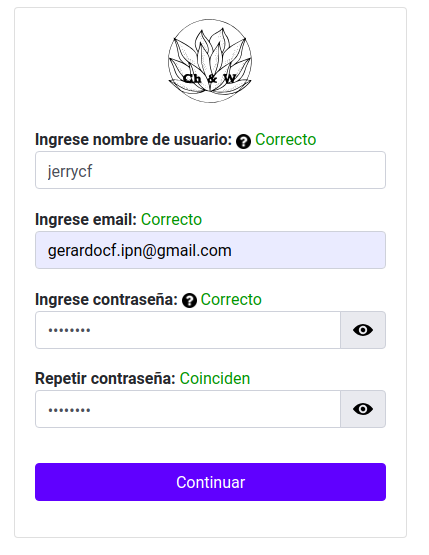 Ch & W
Ingrese nombre de usuario: ? Correcto
jerrycf
Ingrese email: Correcto
gerardocf.ipn@gmail.com
Ingrese contraseña: ? Correcto
••••••••
Repetir contraseña: Coinciden
••••••••
Continuar